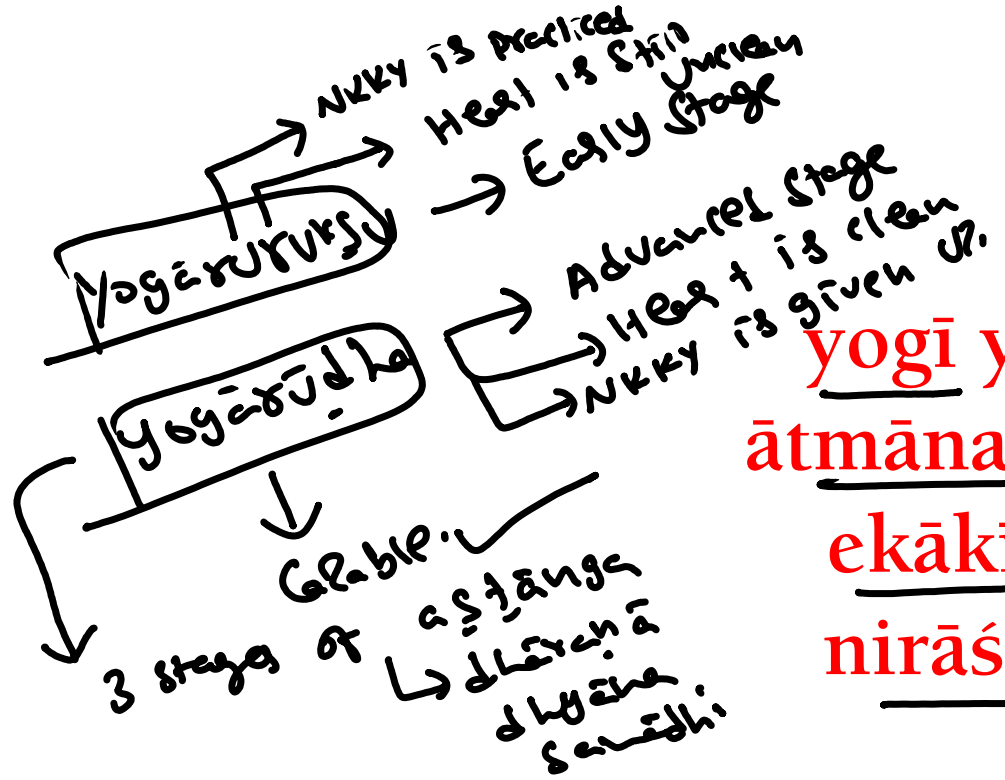 NKKY is practiced
Heart is still
unclean
Early stage
yogārurukṣu
Advanced stage
Heart is clean
NKKY is given up.
yogārūḍha
Capable.
3 stages of aṣṭāṅga
dhāraṇā
dhyāna
samādhi
yogī y
ātmāna
ekākī
nirāś